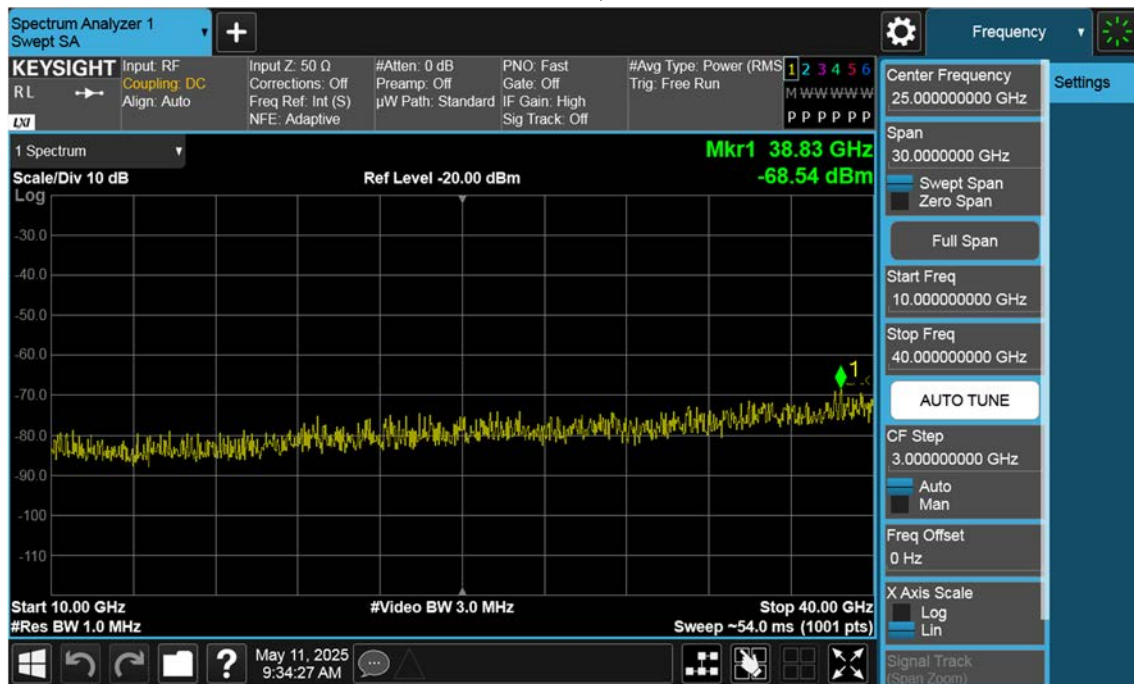 Spectrum Analyzer 1
Swept SA
Frequency
KEYSIGHT
RL
LXI
Input: RF
Coupling: DC
Align: Auto
Input Z: 50 Ω
Corrections: Off
Freq Ref: Int (S)
NFE: Adaptive
#Atten: 0 dB
Preamp: Off
µW Path: Standard
PNO: Fast
Gate: Off
IF Gain: High
Sig Track: Off
#Avg Type: Power (RMS
Trig: Free Run
1 2 3 4 5 6
M W W W W W
P P P P P P
1 Spectrum
Mkr1 38.83 GHz
Scale/Div 10 dB
Ref Level -20.00 dBm
-68.54 dBm
Log
-30.0
-40.0
-50.0
-60.0
1
-70.0
-80.0
-90.0
-100
-110
Start 10.00 GHz
#Video BW 3.0 MHz
Stop 40.00 GHz
#Res BW 1.0 MHz
Sweep ~54.0 ms (1001 pts)
?
May 11, 2025
9:34:27 AM
Center Frequency
25.000000000 GHz
Settings
Span
30.0000000 GHz
Swept Span
Zero Span
Full Span
Start Freq
10.000000000 GHz
Stop Freq
40.000000000 GHz
AUTO TUNE
CF Step
3.000000000 GHz
Auto
Man
Freq Offset
0 Hz
X Axis Scale
Log
Lin
Signal Track
(Span Zoom)